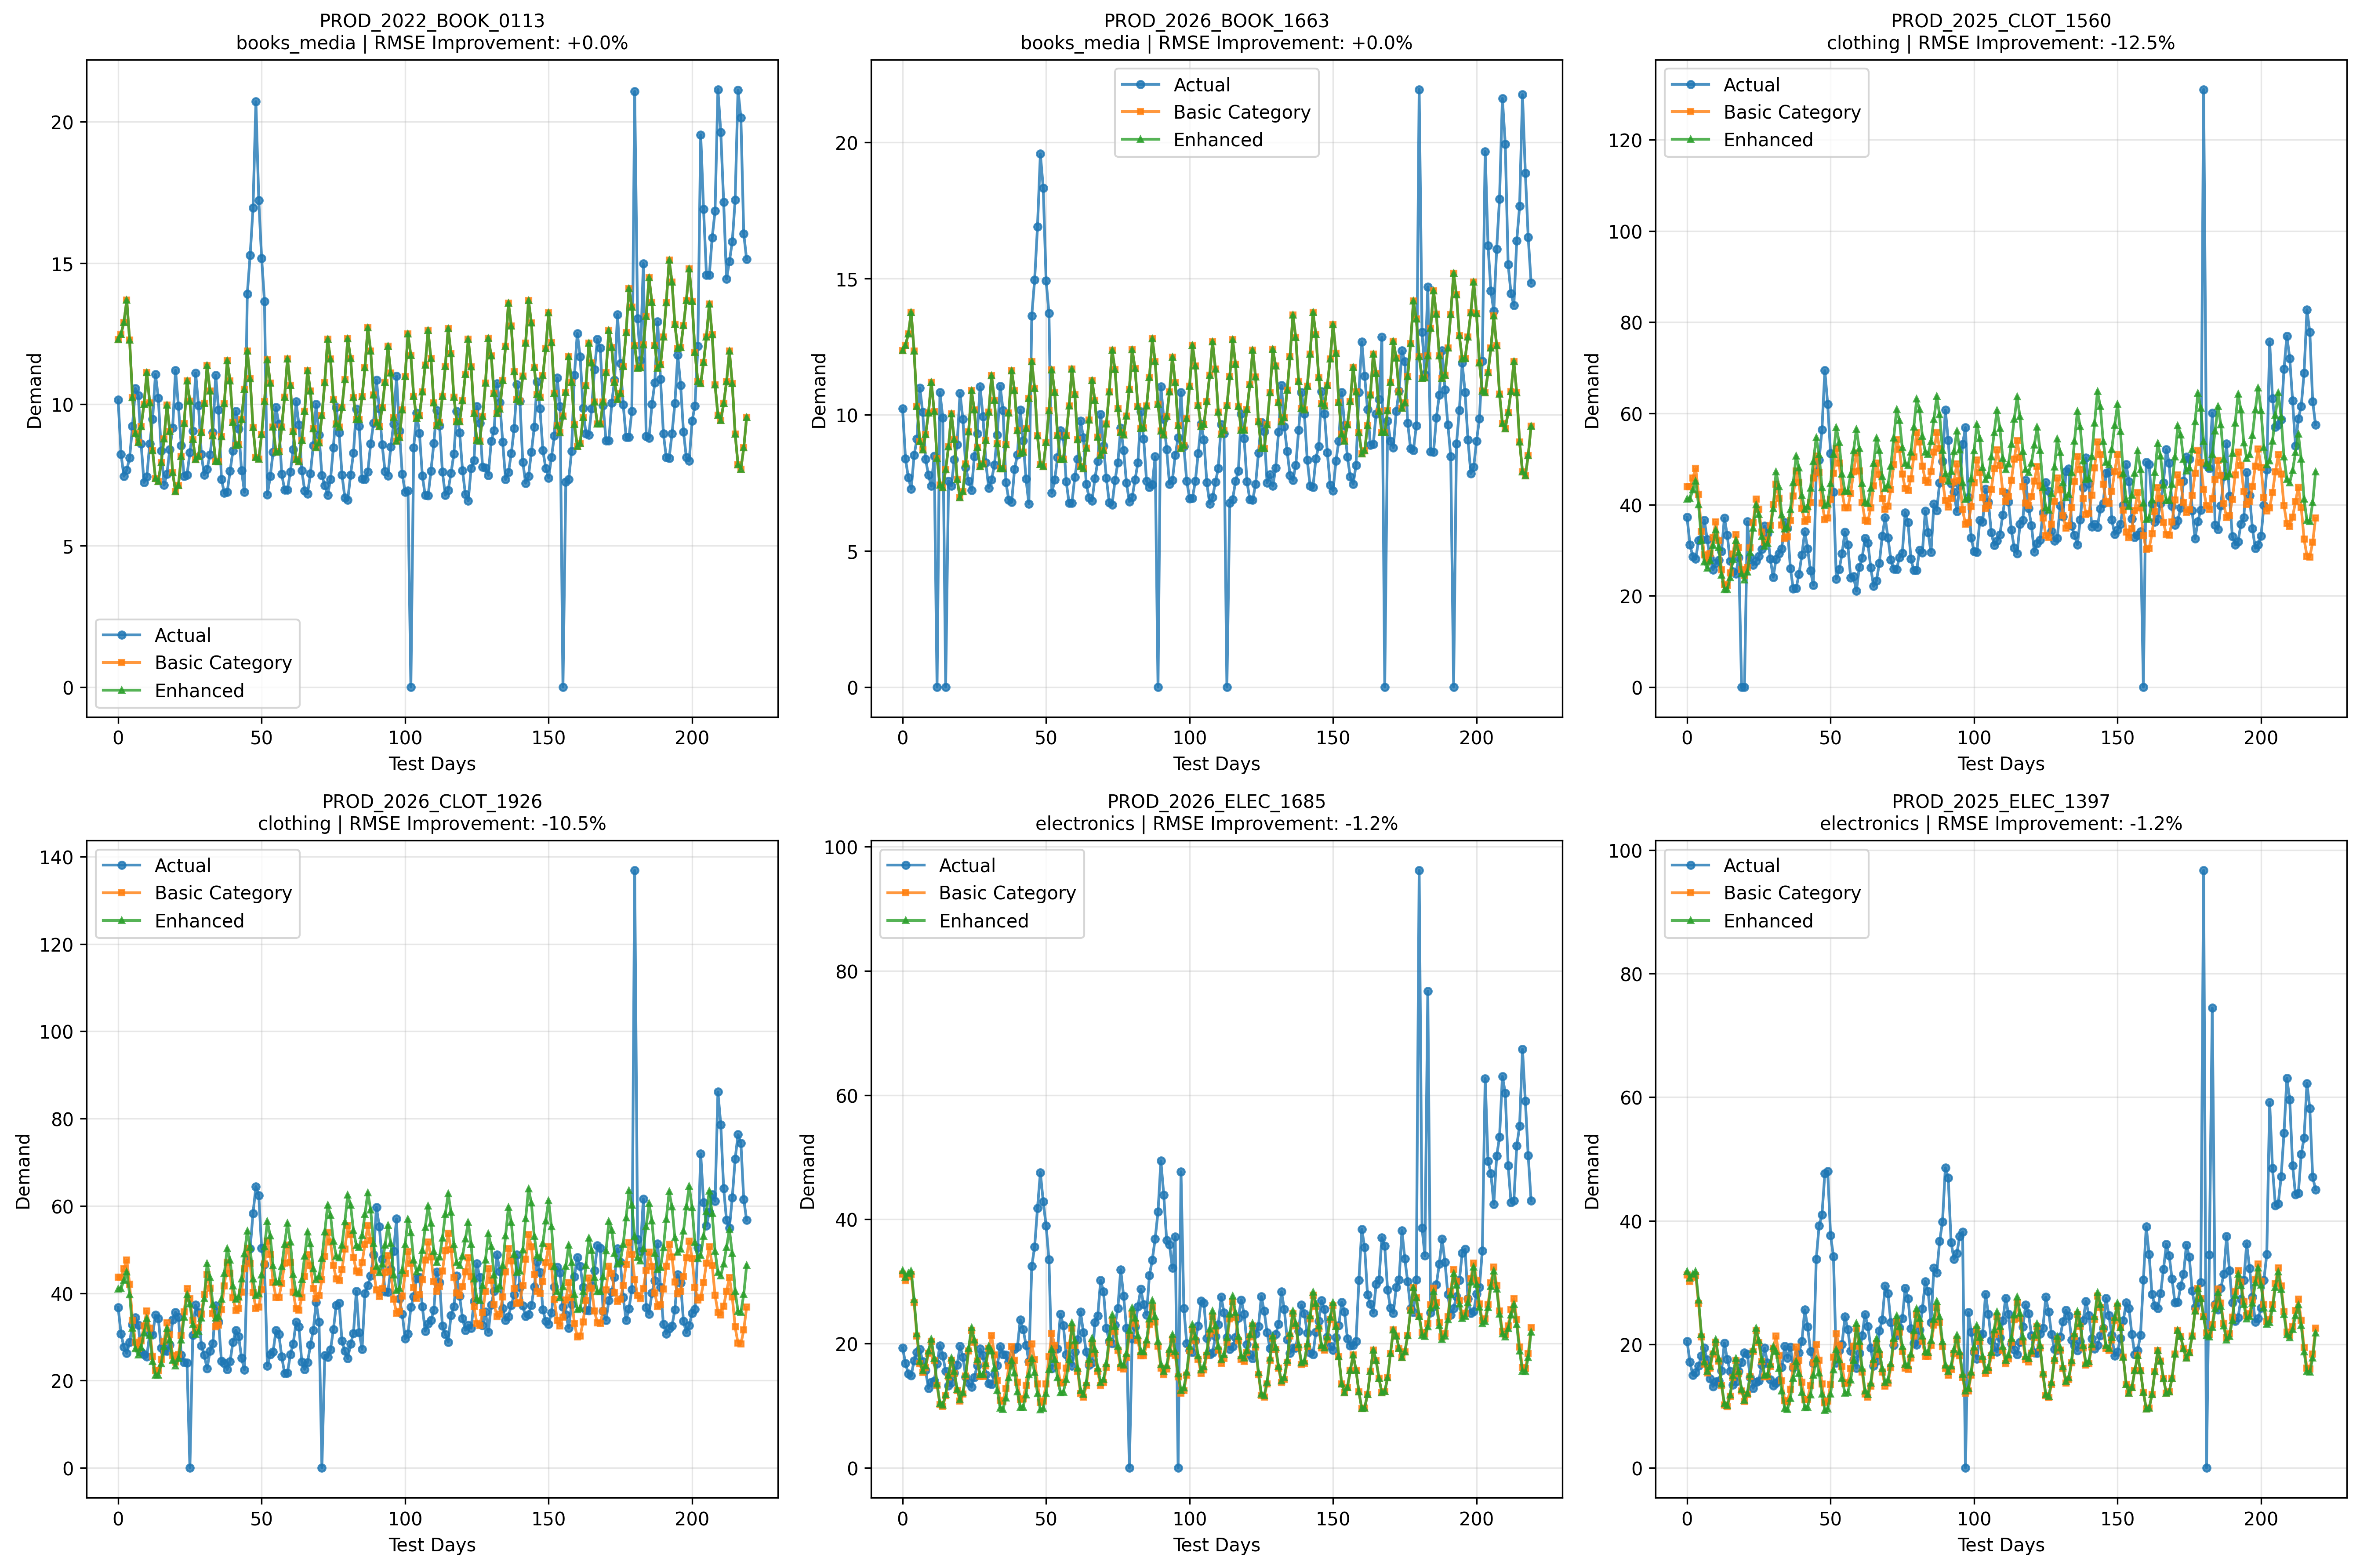 PROD_2022_BOOK_0113
books_media | RMSE Improvement: +0.0%
Demand
20
15
10
5
0
Actual
Basic Category
Enhanced
0 50 100 150 200
Test Days
PROD_2026_BOOK_1663
books_media | RMSE Improvement: +0.0%
Demand
20
15
10
5
0
Actual
Basic Category
Enhanced
0 50 100 150 200
Test Days
PROD_2025_CLOT_1560
clothing | RMSE Improvement: -12.5%
Demand
120
100
80
60
40
20
0
Actual
Basic Category
Enhanced
0 50 100 150 200
Test Days
PROD_2026_CLOT_1926
clothing | RMSE Improvement: -10.5%
Demand
140
120
100
80
60
40
20
0
Actual
Basic Category
Enhanced
0 50 100 150 200
Test Days
PROD_2026_ELEC_1685
electronics | RMSE Improvement: -1.2%
Demand
100
80
60
40
20
0
Actual
Basic Category
Enhanced
0 50 100 150 200
Test Days
PROD_2025_ELEC_1397
electronics | RMSE Improvement: -1.2%
Demand
100
80
60
40
20
0
Actual
Basic Category
Enhanced
0 50 100 150 200
Test Days